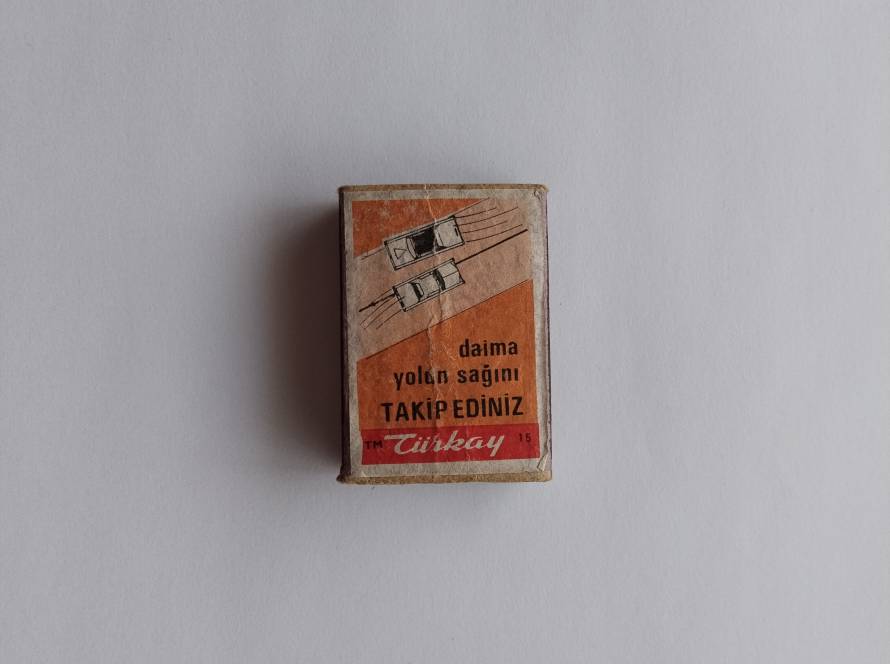 daima
yolun sağını
TAKİP EDİNİZ
TM Türkay 15